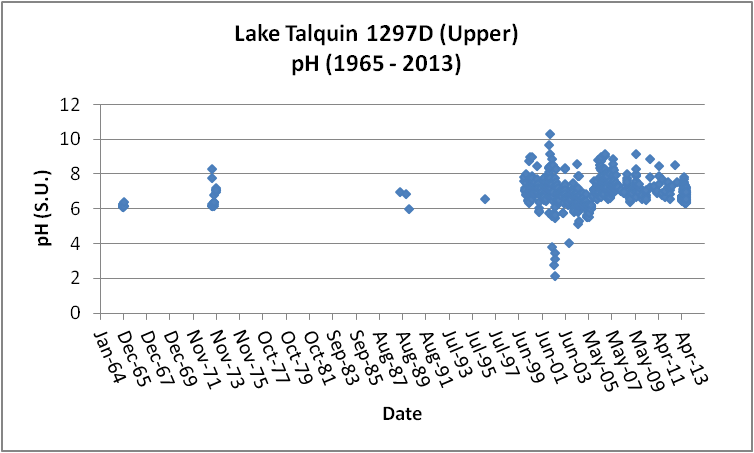 Lake Talquin 1297D (Upper)
pH (1965 - 2013)
12
10
8
6
4
2
0
pH (S.U.)
Jan-64
Dec-65
Dec-67
Dec-69
Nov-71
Nov-73
Nov-75
Oct-77
Oct-79
Oct-81
Sep-83
Sep-85
Aug-87
Aug-89
Aug-91
Jul-93
Jul-95
Jul-97
Jun-99
Jun-01
Jun-03
May-05
May-07
May-09
Apr-11
Apr-13
Date